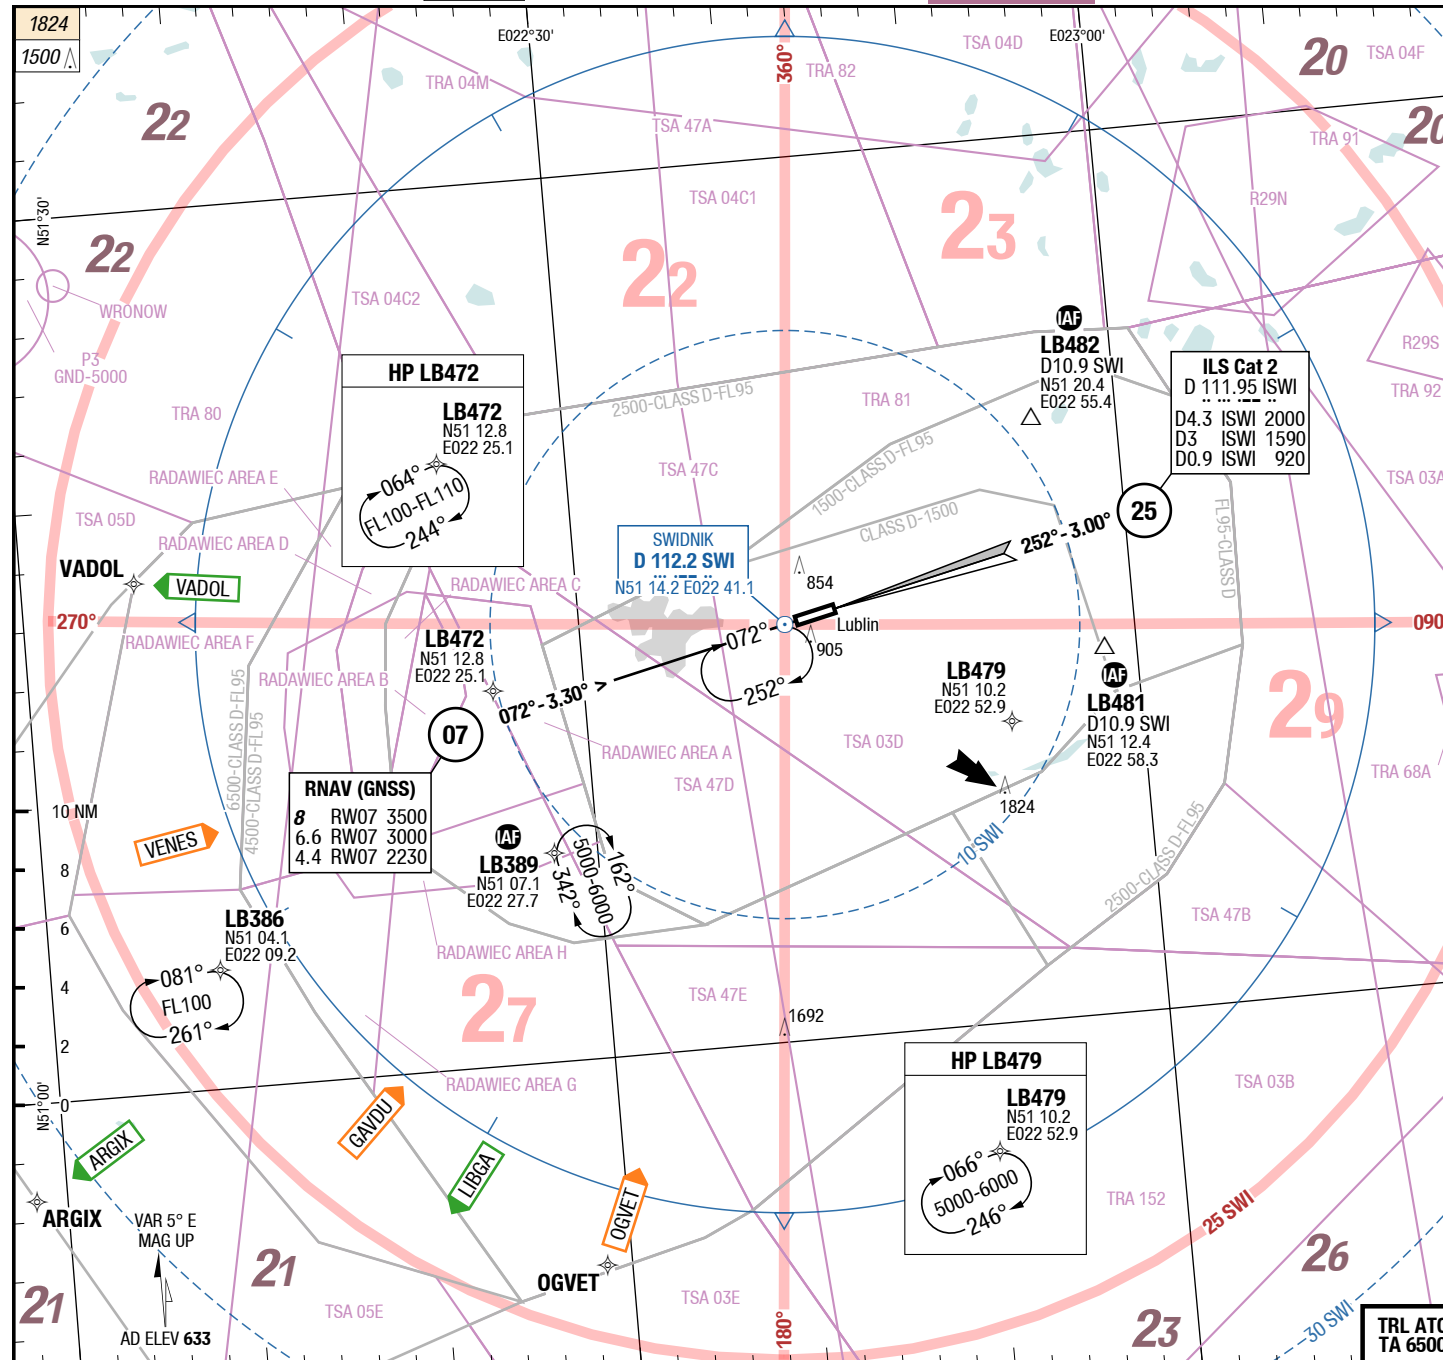 1824
1500
E022°30'
E023°00'
360°
TSA 04D
TRA 82
TRA 04M
20
TSA 04F
22
TSA 47A
TRA 91
20
TSA 04C1
R29N
23
N51°30'
22
22
TSA 04C2
WRONOW
P3
GND-5000
IAF
LB482
D10.9 SWI
N51 20.4
E022 55.4
R29S
TRA 92
ILS Cat 2
D 111.95 ISWI
D4.3 ISWI 2000
D3 ISWI 1590
D0.9 ISWI 920
HP LB472
LB472
N51 12.8
E022 25.1
064°
FL100-FL110
244°
2500-CLASS D-FL95
TRA 81
TRA 80
1500-CLASS D-FL95
TSA 47C
RADAWIEC AREA E
TSA 03A
TSA 05D
CLASS D-1500
FL95-CLASS D
25
252°- 3.00°
RADAWIEC AREA D
SWIDNIK
D 112.2 SWI
N51 14.2 E022 41.1
VADOL
VADOL
RADAWIEC AREA C
854
270°
090
Lublin
072°
905
RADAWIEC AREA F
LB472
N51 12.8
E022 25.1
RADAWIEC AREA B
252°
LB479
N51 10.2
E022 52.9
IAF
LB481
D10.9 SWI
N51 12.4
E022 58.3
29
072°- 3.30° >
07
6500-CLASS D-FL95
4500-CLASS D-FL95
RADAWIEC AREA A
TSA 03D
TRA 68A
TSA 47D
RNAV (GNSS)
8 RW07 3500
6.6 RW07 3000
4.4 RW07 2230
1824
10 NM
VENES
10 SWI
IAF
LB389
N51 07.1
E022 27.7
162°
5000-6000
342°
2500-CLASS D-FL95
8
TSA 47B
6
LB386
N51 04.1
E022 09.2
RADAWIEC AREA H
081°
FL100
261°
4
27
TSA 47E
1692
2
HP LB479
LB479
N51 10.2
E022 52.9
066°
5000-6000
246°
RADAWIEC AREA G
TSA 03B
0
N51°00'
GAVDU
ARGIX
LIBGA
TRA 152
ARGIX
OGVET
25 SWI
VAR 5° E
MAG UP
21
26
OGVET
21
TSA 05E
TSA 03E
180°
23
30 SWI
AD ELEV 633
TRL ATC
TA 6500